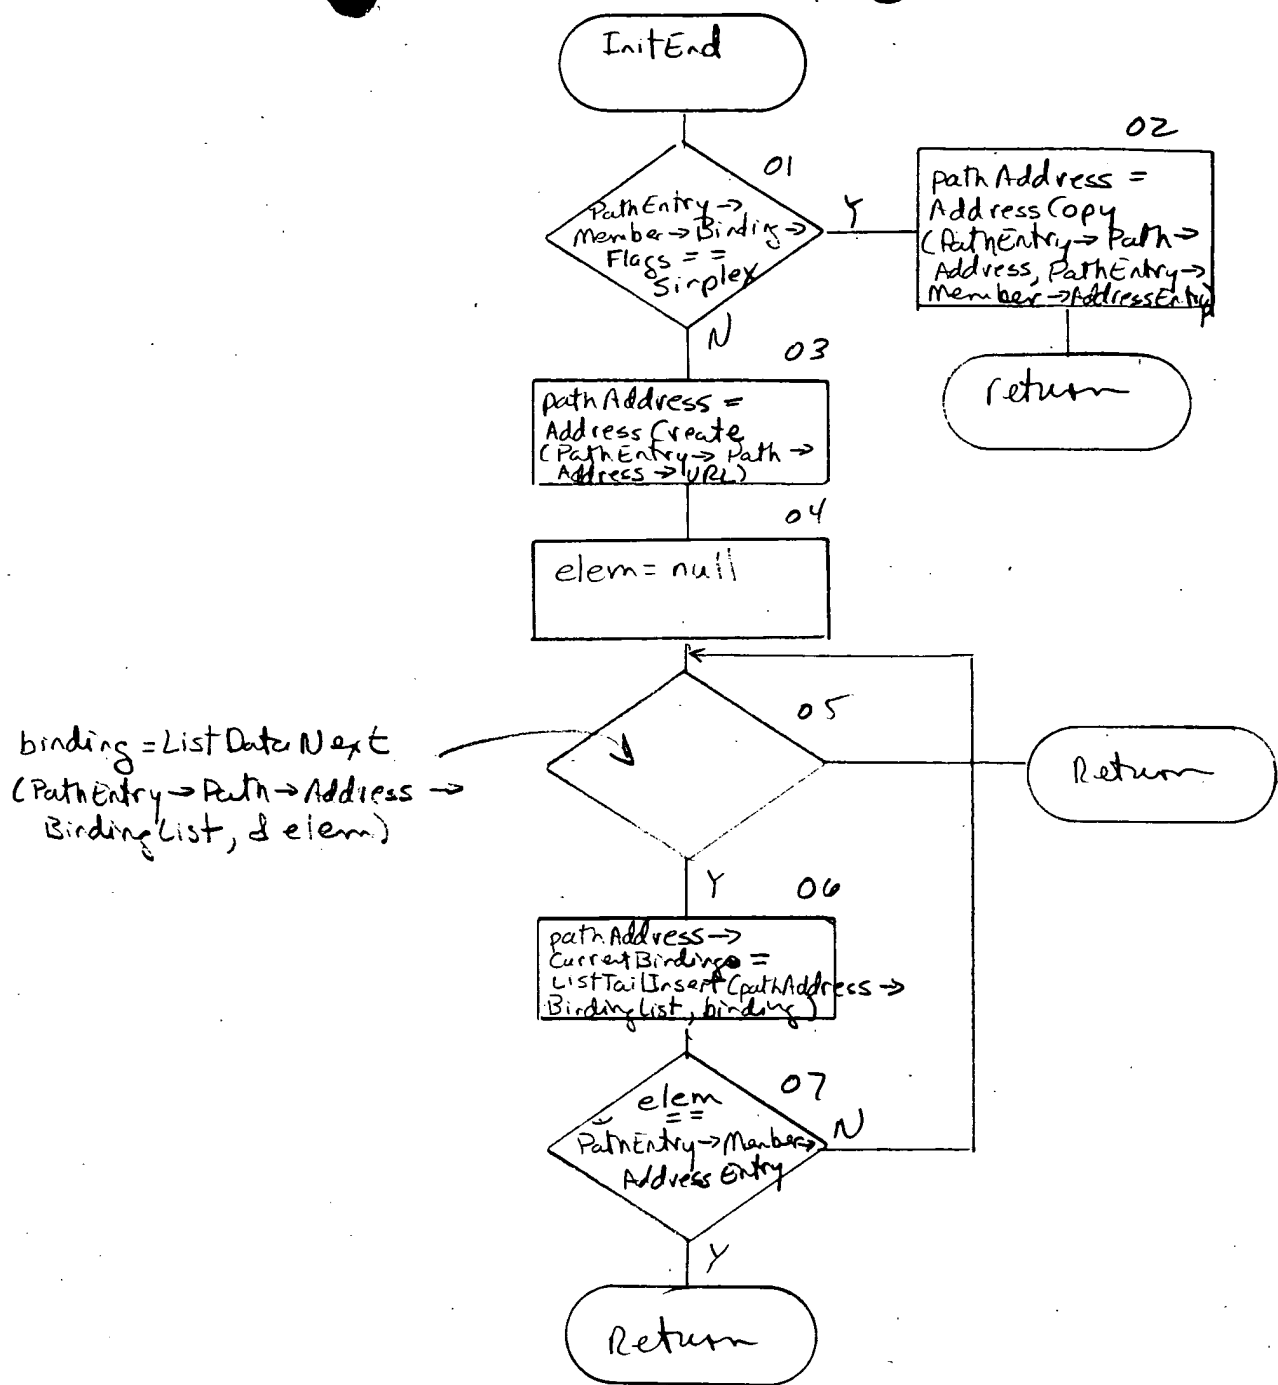 InitEnd
01
PathEntry→
Member→Binding→
Flags ==
Simplex
Y
02
pathAddress =
AddressCopy
(PathEntry→Path→
Address, PathEntry→
Member→AddressEntry)
return
N
03
pathAddress =
AddressCreate
(PathEntry→Path→
Address→URL)
04
elem = null
05
binding = ListDataNext
(PathEntry→Path→Address→
BindingList, & elem)
Return
Y
06
pathAddress→
CurrentBinding =
ListTailInsert(pathAddress→
BindingList, binding)
07
elem
==
PathEntry→Member→
AddressEntry
N
Y
Return